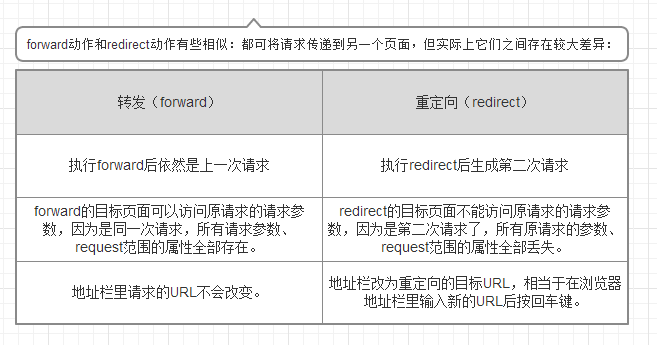 forward动作和redirect动作有些相似：都可将请求传递到另一个页面，但实际上它们之间存在较大差异：
转发（forward）
重定向（redirect）
执行forward后依然是上一次请求
执行redirect后生成第二次请求
forward的目标页面可以访问原请求的请求参
数，因为是同一次请求，所有请求参数、
request范围的属性全部存在。
redirect的目标页面不能访问原请求的请求参
数，因为是第二次请求了，所有原请求的参数、
request范围的属性全部丢失。
地址栏里请求的URL不会改变。
地址栏改为重定向的目标URL，相当于在浏览器
地址栏里输入新的URL后按回车键。